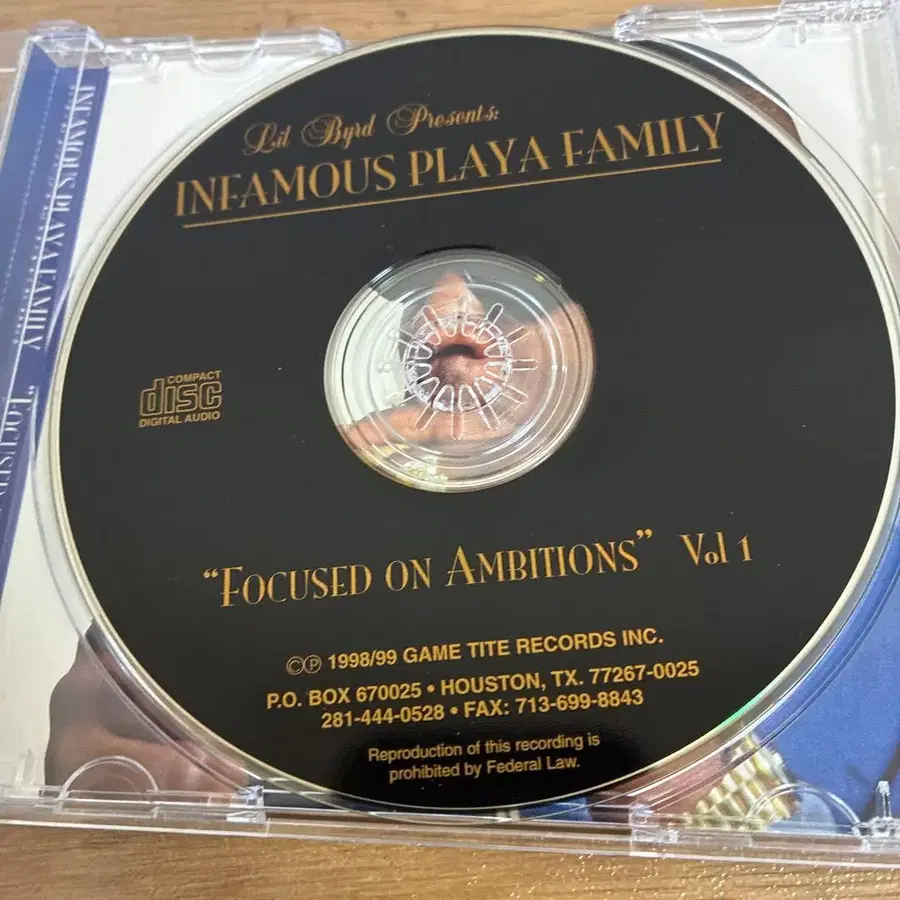 Lil Byrd Presents:
INFAMOUS PLAYA FAMILY
COMPACT
disc
DIGITAL AUDIO
"FOCUSED ON AMBITIONS" Vol 1
©℗ 1998/99 GAME TITE RECORDS INC.
P.O. BOX 670025 • HOUSTON, TX. 77267-0025
281-444-0528 • FAX: 713-699-8843
Reproduction of this recording is
prohibited by Federal Law.
INFAMOUS PLAYA FAMILY "FOCUSED